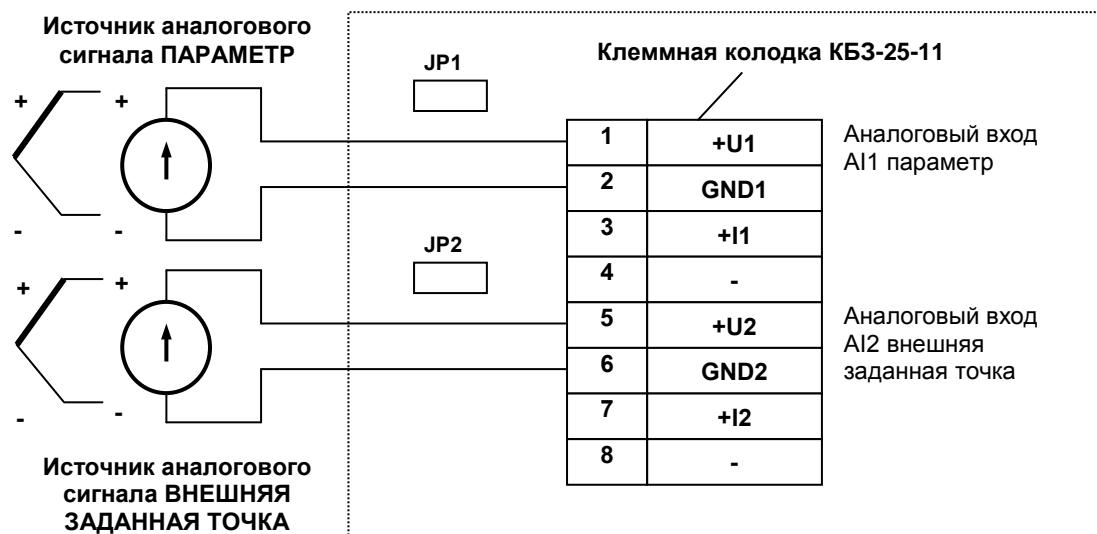 Источник аналогового
сигнала ПАРАМЕТР
JP1
Клеммная колодка КБЗ-25-11
+ +
- -
1 +U1
2 GND1
3 +I1
4 -
5 +U2
6 GND2
7 +I2
8 -
Аналоговый вход
AI1 параметр
JP2
+ +
- -
Аналоговый вход
AI2 внешняя
заданная точка
Источник аналогового
сигнала ВНЕШНЯЯ
ЗАДАННАЯ ТОЧКА